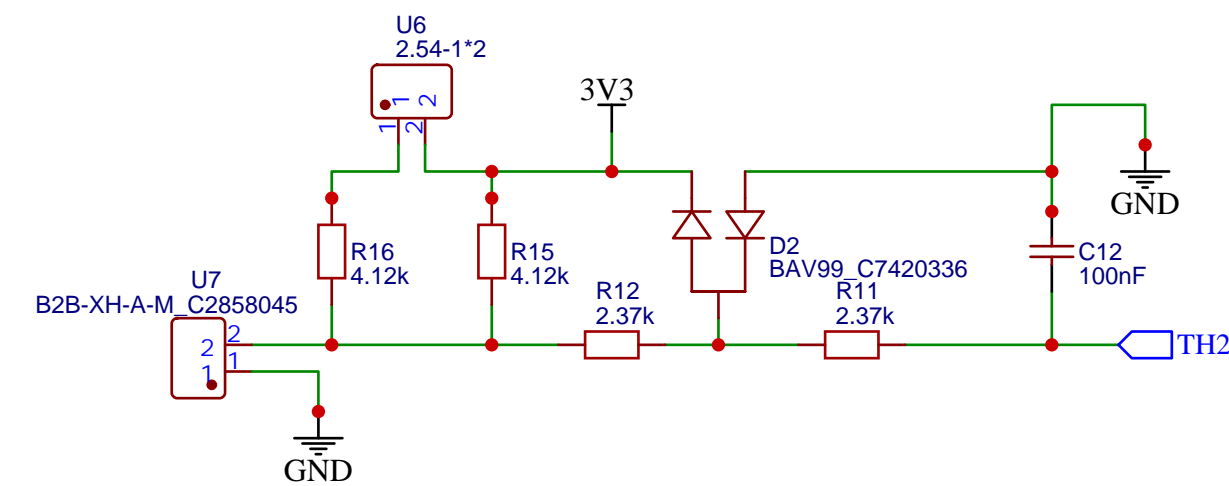 U6
2.54-1*2
1
2
1
2
3V3
GND
R16
4.12k
R15
4.12k
D2
BAV99_C7420336
C12
100nF
U7
B2B-XH-A-M_C2858045
R12
2.37k
R11
2.37k
2
2
1
1
TH2
GND